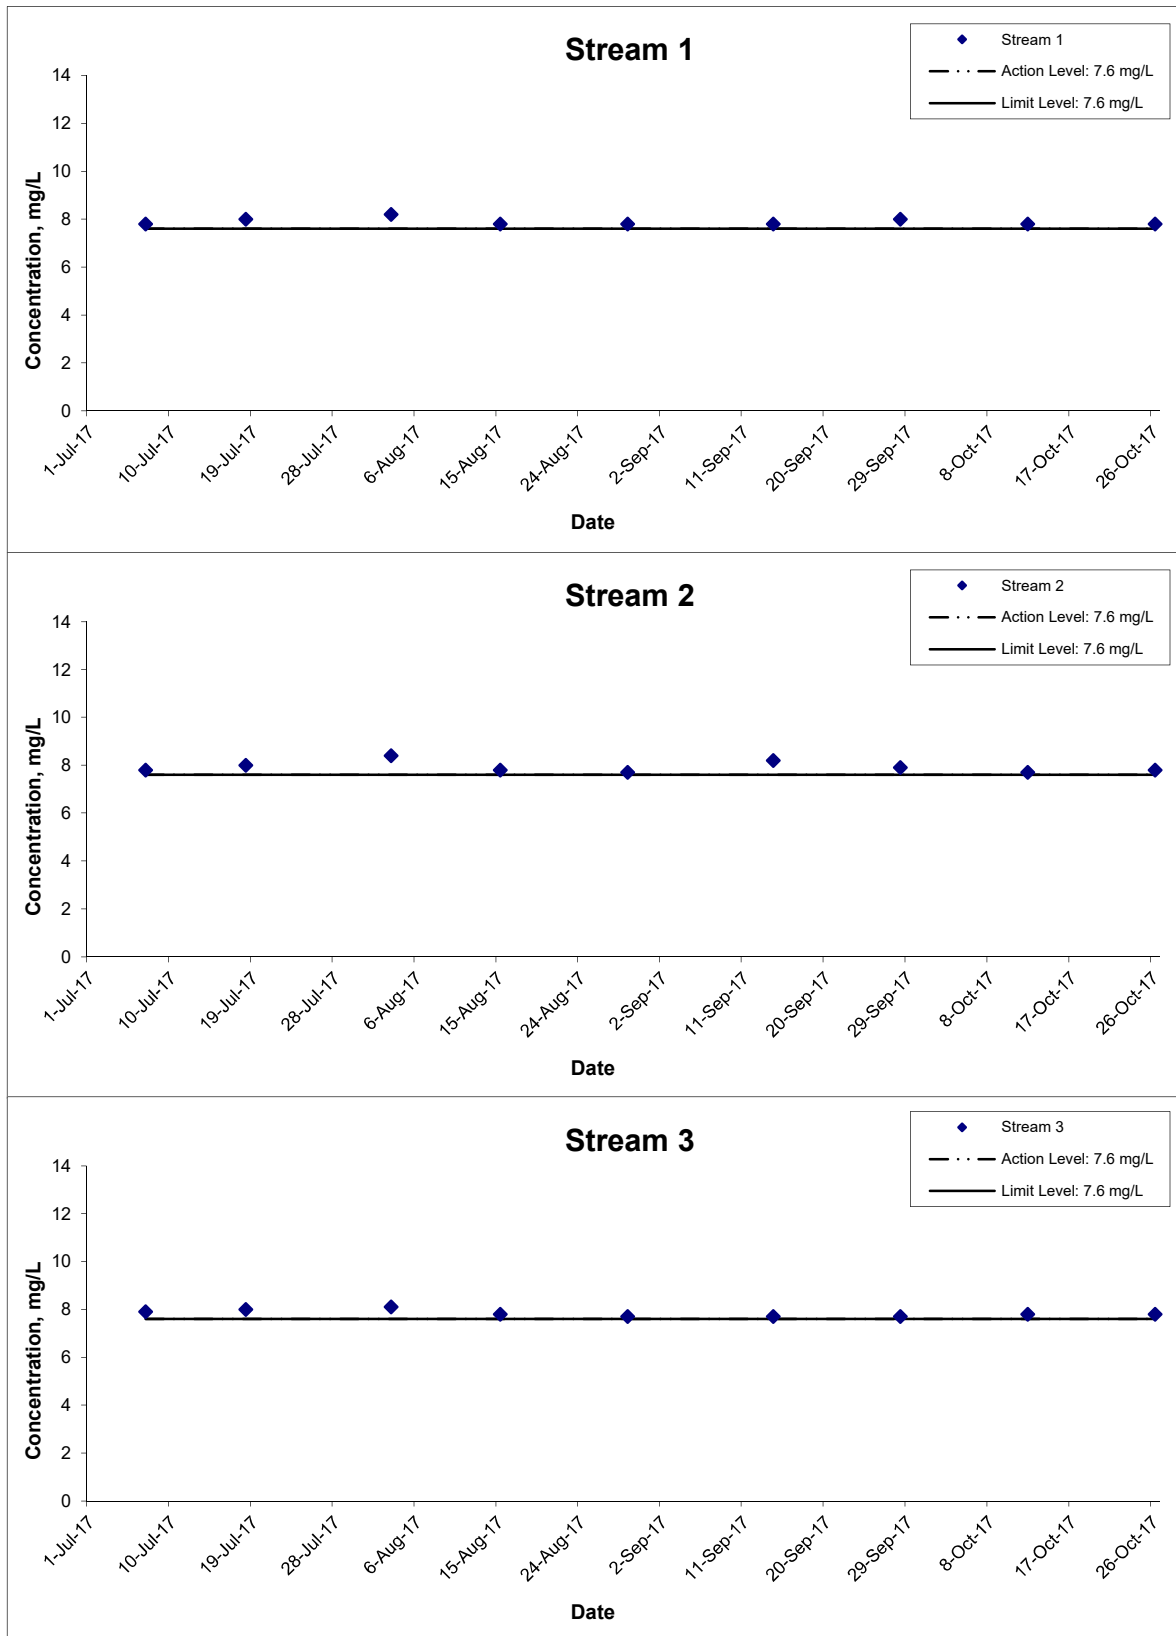 Stream 1
Stream 1
Action Level: 7.6 mg/L
Limit Level: 7.6 mg/L
Concentration, mg/L
14
12
10
8
6
4
2
0
1-Jul-17
10-Jul-17
19-Jul-17
28-Jul-17
6-Aug-17
15-Aug-17
24-Aug-17
2-Sep-17
11-Sep-17
20-Sep-17
29-Sep-17
8-Oct-17
17-Oct-17
26-Oct-17
Date
Stream 2
Stream 2
Action Level: 7.6 mg/L
Limit Level: 7.6 mg/L
Concentration, mg/L
14
12
10
8
6
4
2
0
1-Jul-17
10-Jul-17
19-Jul-17
28-Jul-17
6-Aug-17
15-Aug-17
24-Aug-17
2-Sep-17
11-Sep-17
20-Sep-17
29-Sep-17
8-Oct-17
17-Oct-17
26-Oct-17
Date
Stream 3
Stream 3
Action Level: 7.6 mg/L
Limit Level: 7.6 mg/L
Concentration, mg/L
14
12
10
8
6
4
2
0
1-Jul-17
10-Jul-17
19-Jul-17
28-Jul-17
6-Aug-17
15-Aug-17
24-Aug-17
2-Sep-17
11-Sep-17
20-Sep-17
29-Sep-17
8-Oct-17
17-Oct-17
26-Oct-17
Date